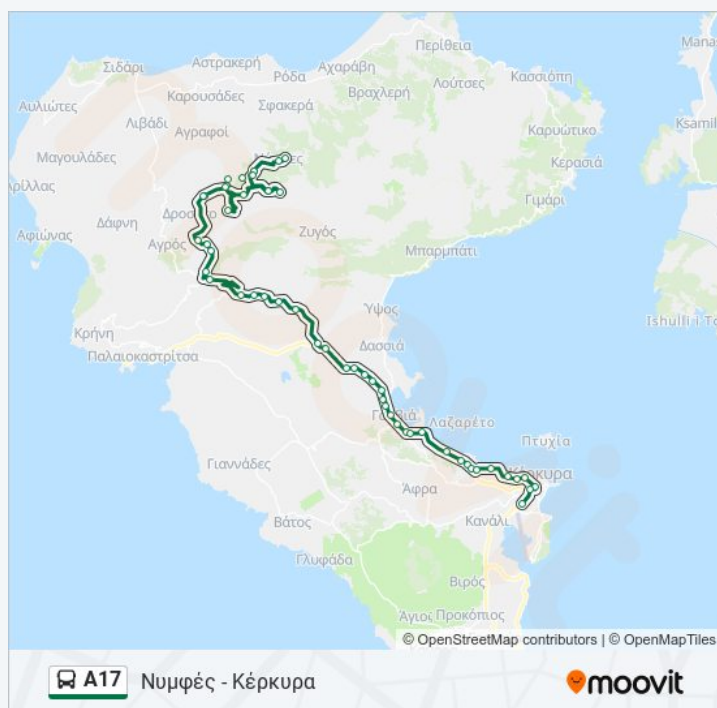 Περίθεια
Σιδάρι
Αστρακερή
Ρόδα
Αχαράβη
Κασσιόπη
Manas
Αυλιώτες
Καρουσάδες
Σφακερά
Βραχλερή
Λούτσες
Λιβάδι
Αγραφοί
Καρυώτικο
Ksamil
Μαγουλάδες
Κερασιά
Γιμάρι
Δάφνη
Αφιώνας
Αγρός
Ζυγός
Μπαρμπάτι
Κρήνη
Ύψος
Ishulli i To
Παλαιοκαστρίτσα
Δασσιά
Λαζαρέτο
Πτυχία
Γιαννάδες
Κέρκυρα
Άφρα
Κανάλι
Βάτος
Γλυφάδα
Βιρός
Άγιος Προκόπιος
© OpenStreetMap contributors | © OpenMapTiles
A17 Νυμφές - Κέρκυρα
moovit